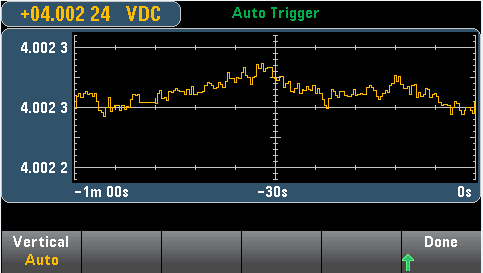 +04.002 24 VDC
Auto Trigger
4.002 3
4.002 3
4.002 2
−1m 00s
−30s
0s
Vertical
Auto
Done